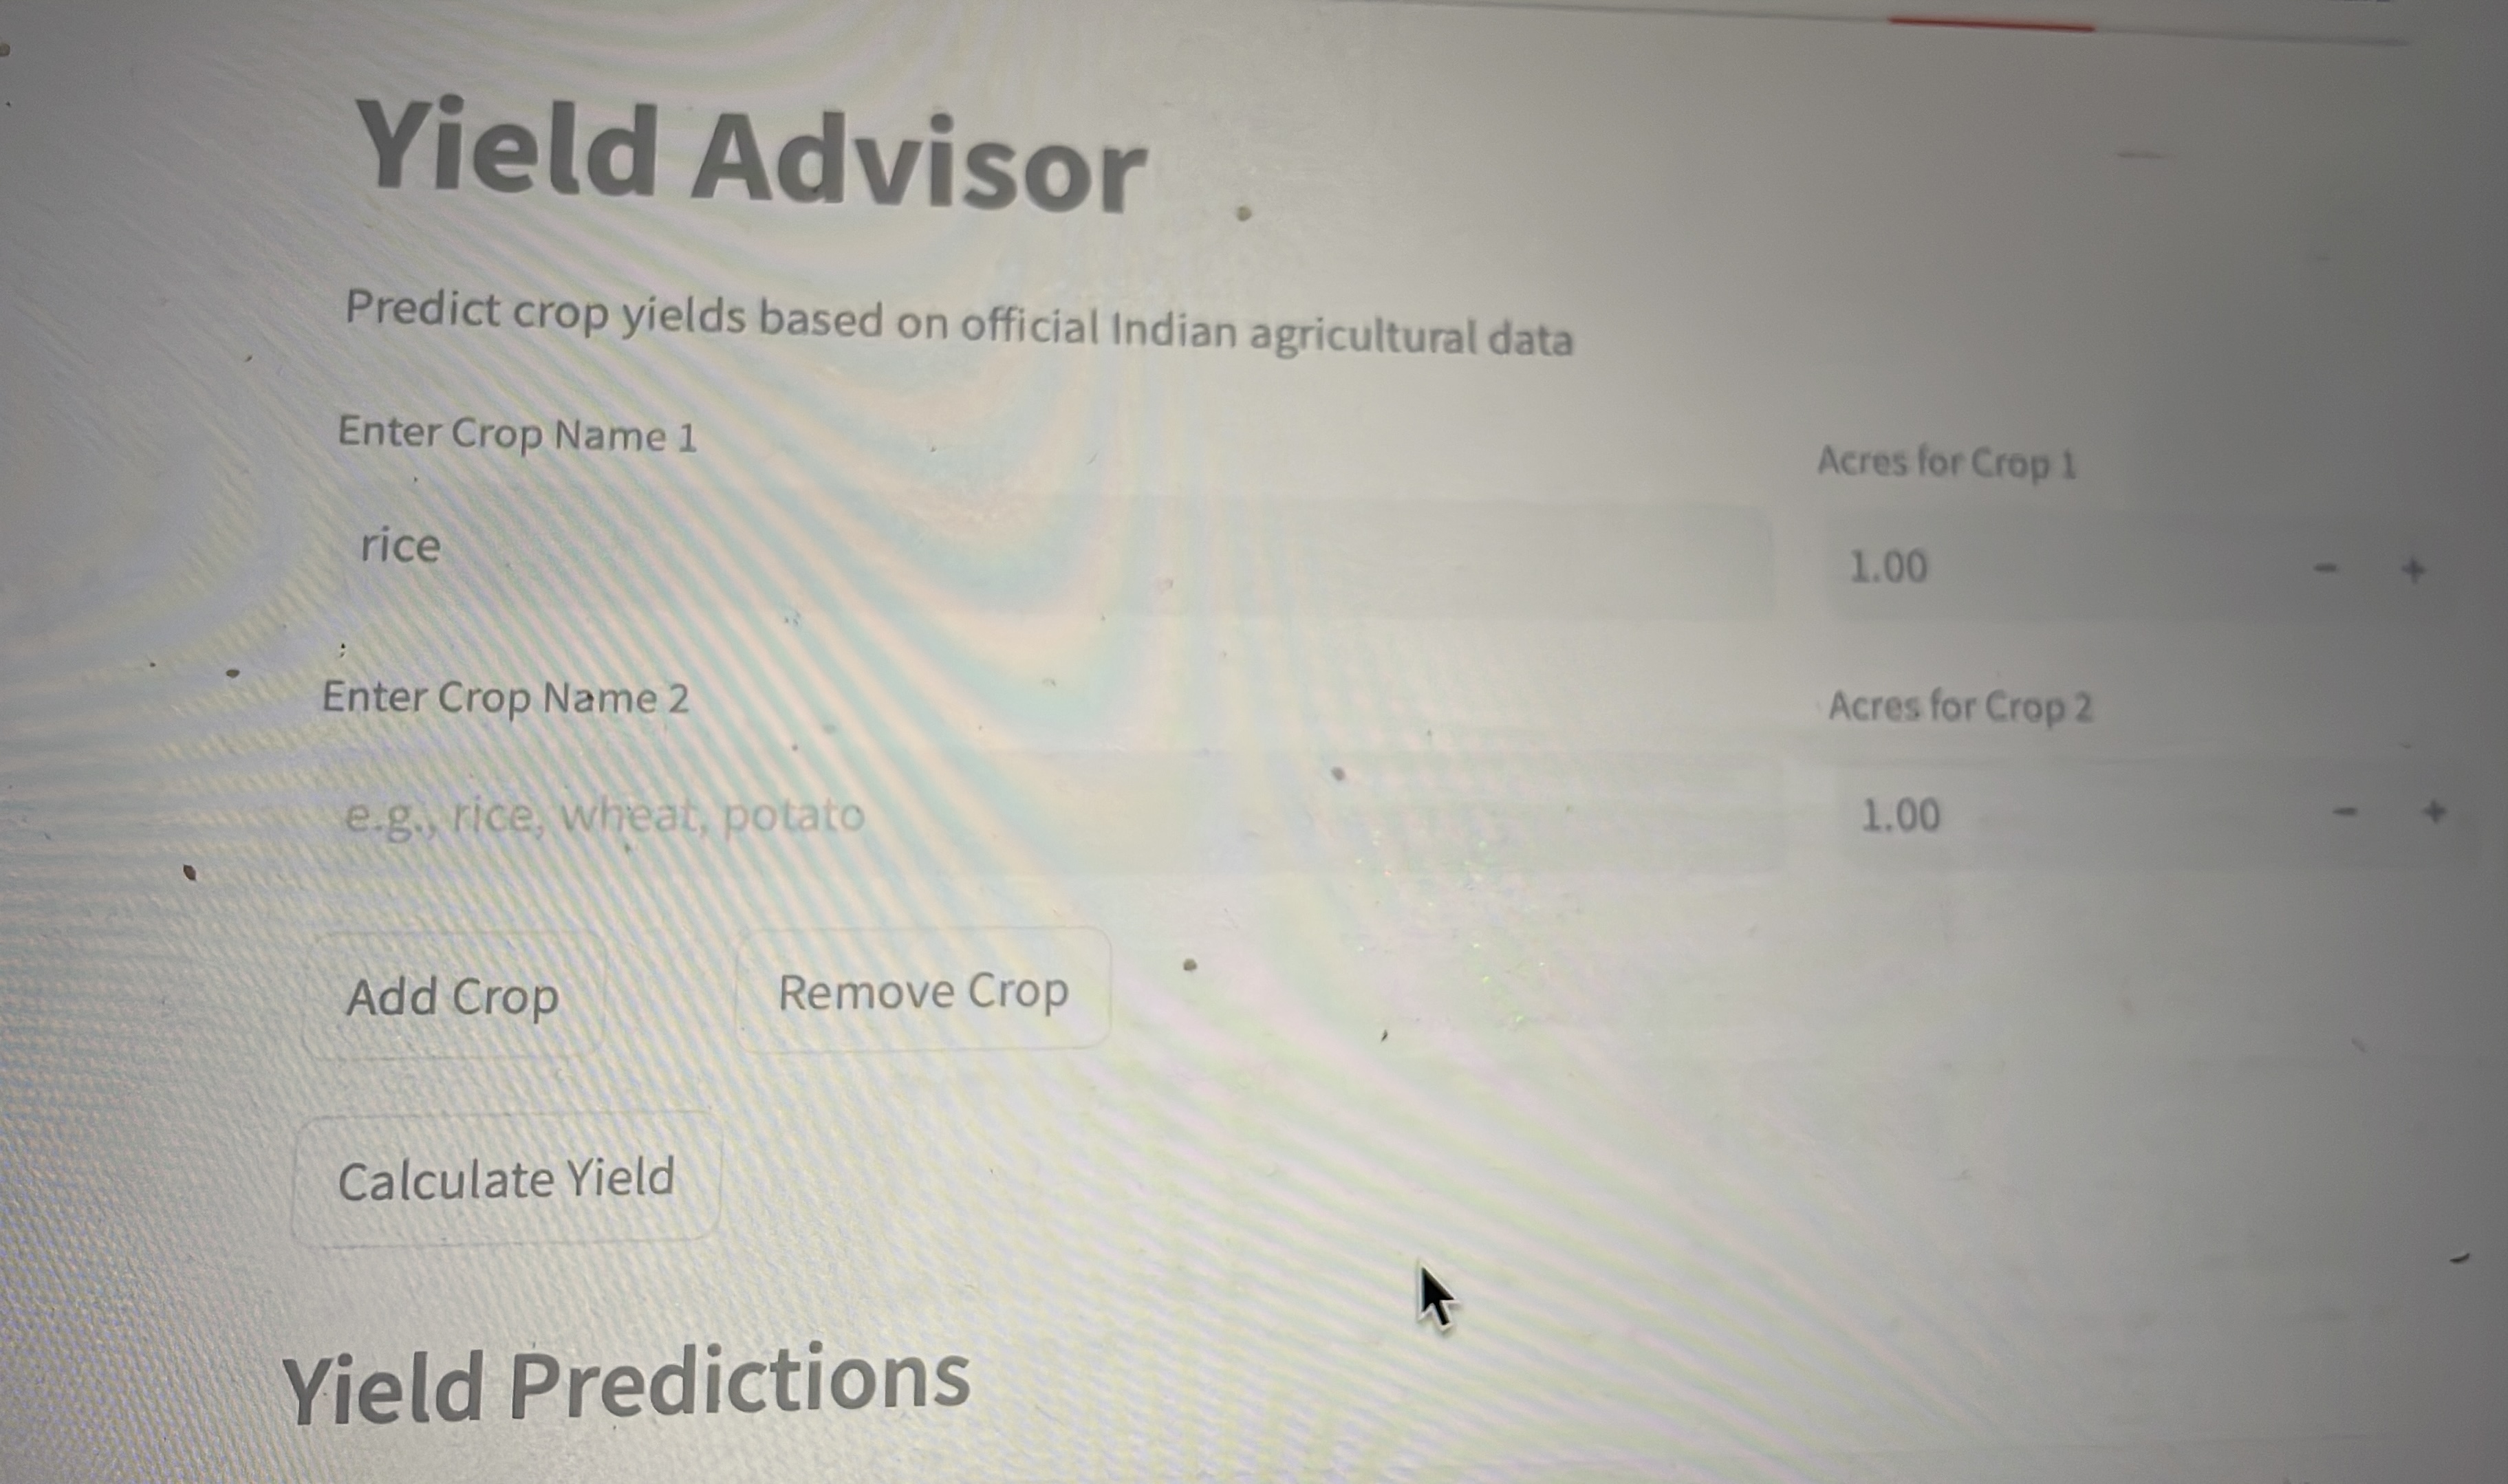 Yield Advisor
Predict crop yields based on official Indian agricultural data
Enter Crop Name 1
Acres for Crop 1
rice
1.00 - +
Enter Crop Name 2
Acres for Crop 2
e.g., rice, wheat, potato
1.00 - +
Add Crop
Remove Crop
Calculate Yield
Yield Predictions